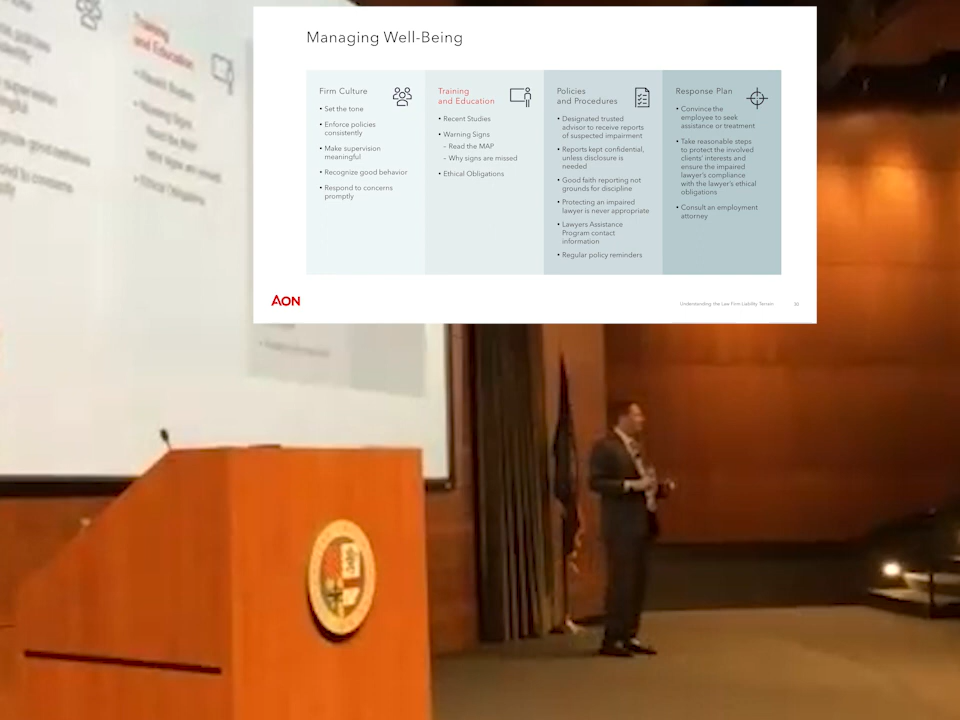 Managing Well-Being
Firm Culture
• Set the tone
• Enforce policies
consistently
• Make supervision
meaningful
• Recognize good behavior
• Respond to concerns
promptly
Training
and Education
• Recent Studies
• Warning Signs
– Read the MAP
– Why signs are missed
• Ethical Obligations
Policies
and Procedures
• Designated trusted
advisor to receive reports
of suspected impairment
• Reports kept confidential,
unless disclosure is
needed
• Good faith reporting not
grounds for discipline
• Protecting an impaired
lawyer is never appropriate
• Lawyers Assistance
Program contact
information
• Regular policy reminders
Response Plan
• Convince the
employee to seek
assistance or treatment
• Take reasonable steps
to protect the involved
clients' interests and
ensure the impaired
lawyer's compliance
with the lawyer's ethical
obligations
• Consult an employment
attorney
AON
Understanding the Law Firm Liability Terrain
Training
and Education
• Recent Studies
• Warning Signs